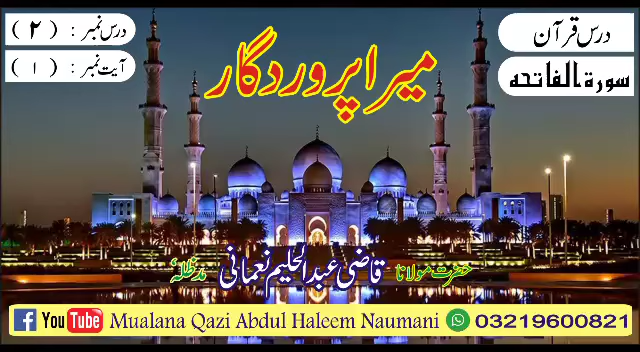 درس قرآن
سورۃ الفاتحہ
درس نمبر : ( ۲ )
آیت نمبر : ( ۱ )
میرا پروردگار
حضرت مولانا قاضی عبدالحلیم نعمانی مدظلہٗ
f YouTube Mualana Qazi Abdul Haleem Naumani 03219600821